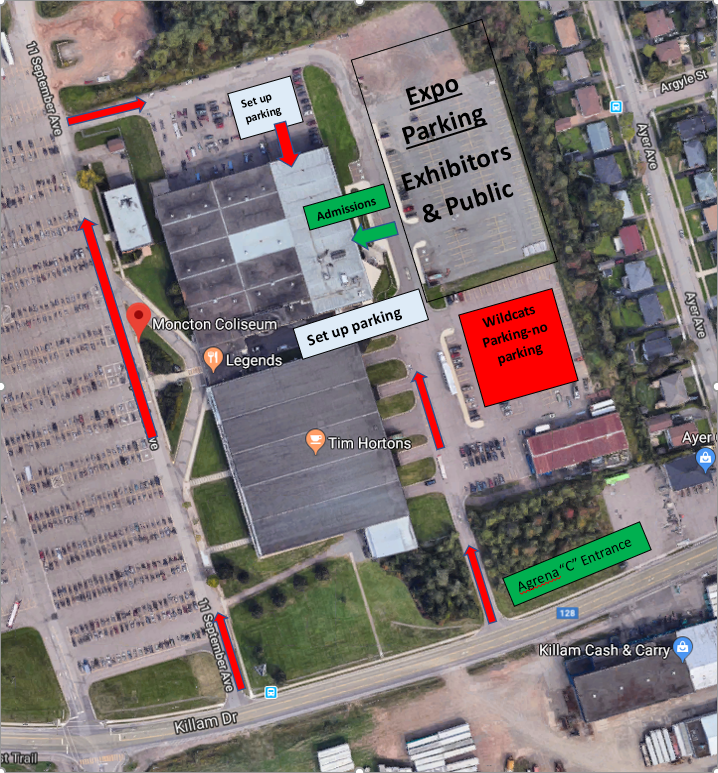 11 September Ave
Set up
parking
Expo
Parking
Exhibitors
& Public
Argyle St
Ayer Ave
Admissions
Ayer Ave
Moncton Coliseum
Set up parking
Wildcats
Parking-no
parking
Legends
Ave
Tim Hortons
Ayer
Agrena "C" Entrance
11 September Ave
128
Killam Cash & Carry
Killam Dr
st Trail